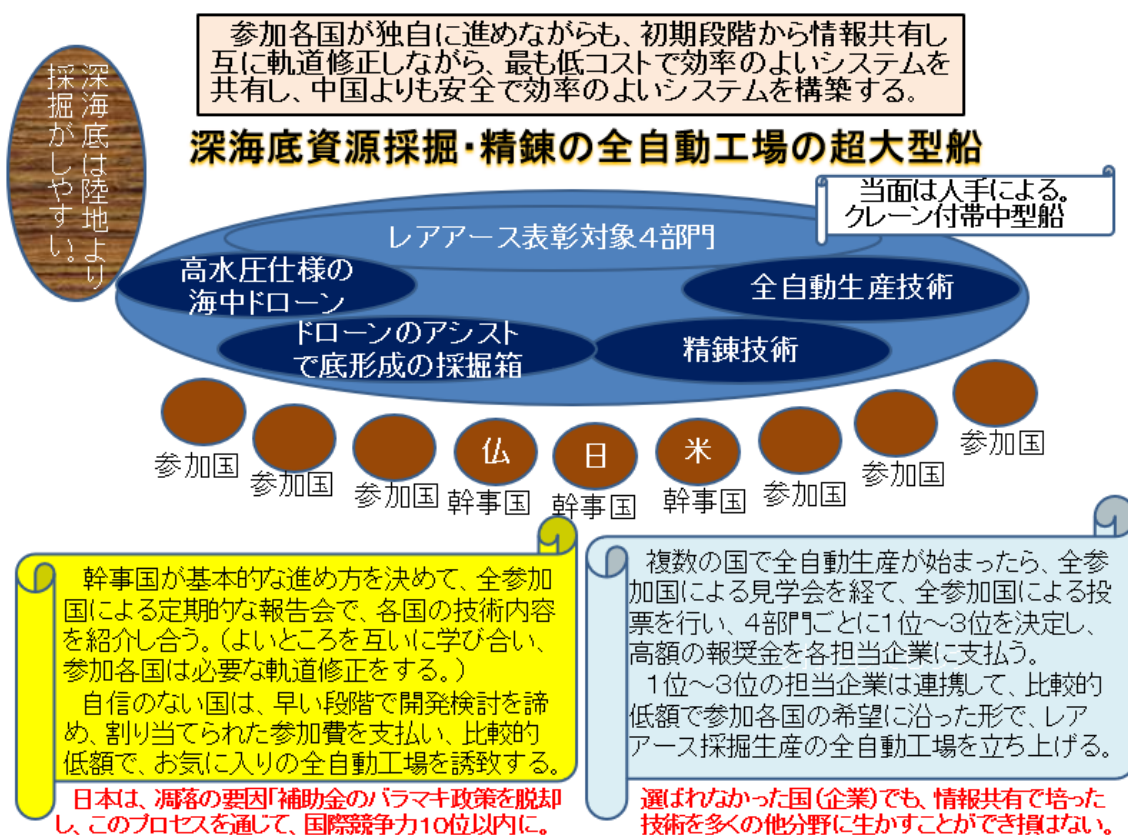 参加各国が独自に進めながらも、初期段階から情報共有し
互に軌道修正しながら、最も低コストで効率のよいシステムを
共有し、中国よりも安全で効率のよいシステムを構築する。
深海底は陸地より
採掘がしやすい。
深海底資源採掘・精錬の全自動工場の超大型船
当面は人手による。
クレーン付帯中型船
レアアース表彰対象4部門
高水圧仕様の
海中ドローン
全自動生産技術
ドローンのアシスト
で底形成の採掘箱
精錬技術
参加国
参加国
参加国
仏
幹事国
日
幹事国
米
幹事国
参加国
参加国
参加国
幹事国が基本的な進め方を決めて、全参加
国による定期的な報告会で、各国の技術内容
を紹介し合う。(よいところを互いに学び合い、
参加各国は必要な軌道修正をする。)
自信のない国は、早い段階で開発検討を諦
め、割り当てられた参加費を支払い、比較的
低額で、お気に入りの全自動工場を誘致する。
複数の国で全自動生産が始まったら、全参
加国による見学会を経て、全参加国による投
票を行い、4部門ごとに1位~3位を決定し、
高額の報奨金を各担当企業に支払う。
1位~3位の担当企業は連携して、比較的
低額で参加各国の希望に沿った形で、レア
アース採掘生産の全自動工場を立ち上げる。
日本は、凋落の要因「補助金のバラマキ政策を脱却
し、このプロセスを通じて、国際競争力10位以内に。
選ばれなかった国(企業)でも、情報共有で培った
技術を多くの他分野に生かすことができ損はない。